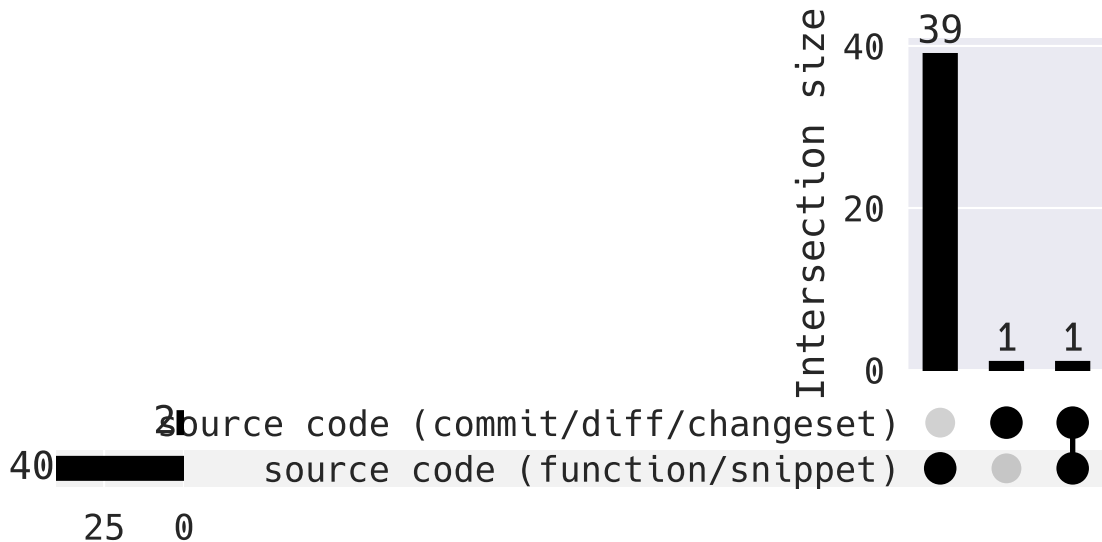 39
Intersection size
40
20
0
1 1
2
source code (commit/diff/changeset)
40
source code (function/snippet)
25 0